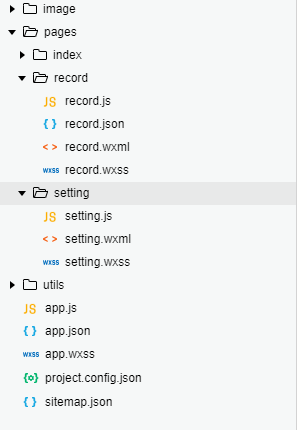 image
pages
index
record
JS record.js
{ } record.json
< > record.wxml
wxss record.wxss
setting
JS setting.js
< > setting.wxml
wxss setting.wxss
utils
JS app.js
{ } app.json
wxss app.wxss
{o} project.config.json
{ } sitemap.json